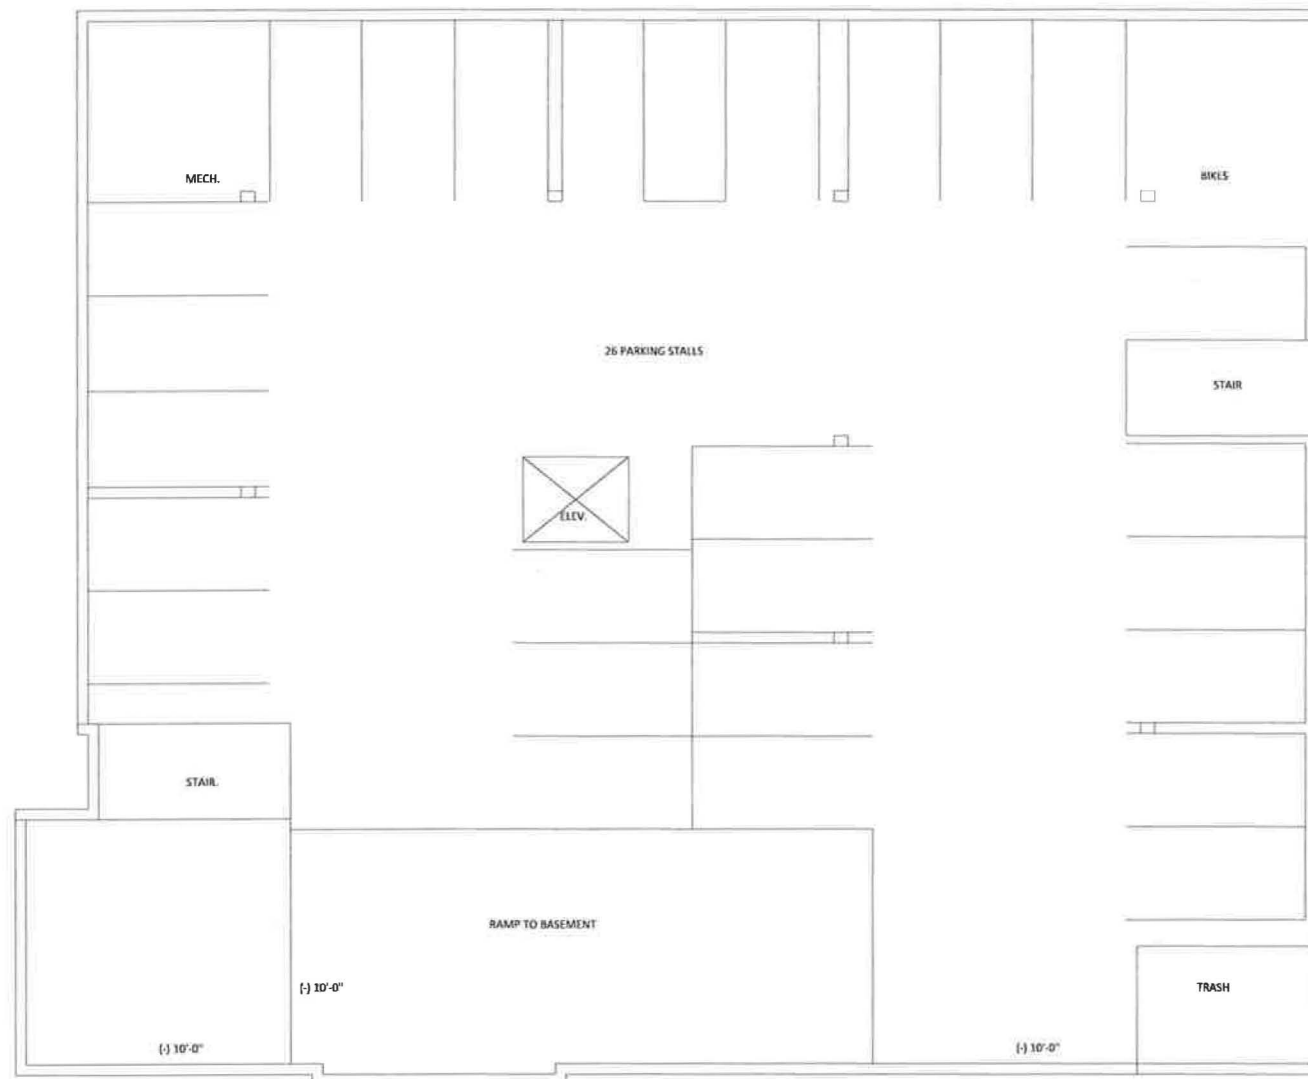 MECH.
BIKES
26 PARKING STALLS
STAIR
ELEV.
STAIR.
RAMP TO BASEMENT
(-) 10'-0"
TRASH
(-) 10'-0"
(-) 10'-0"